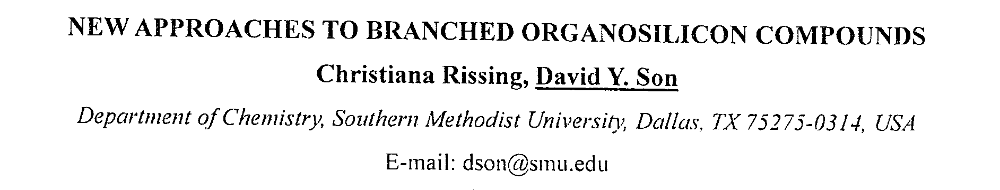 NEW APPROACHES TO BRANCHED ORGANOSILICON COMPOUNDS
Christiana Rissing, David Y. Son
Department of Chemistry, Southern Methodist University, Dallas, TX 75275-0314, USA
E-mail: dson@smu.edu